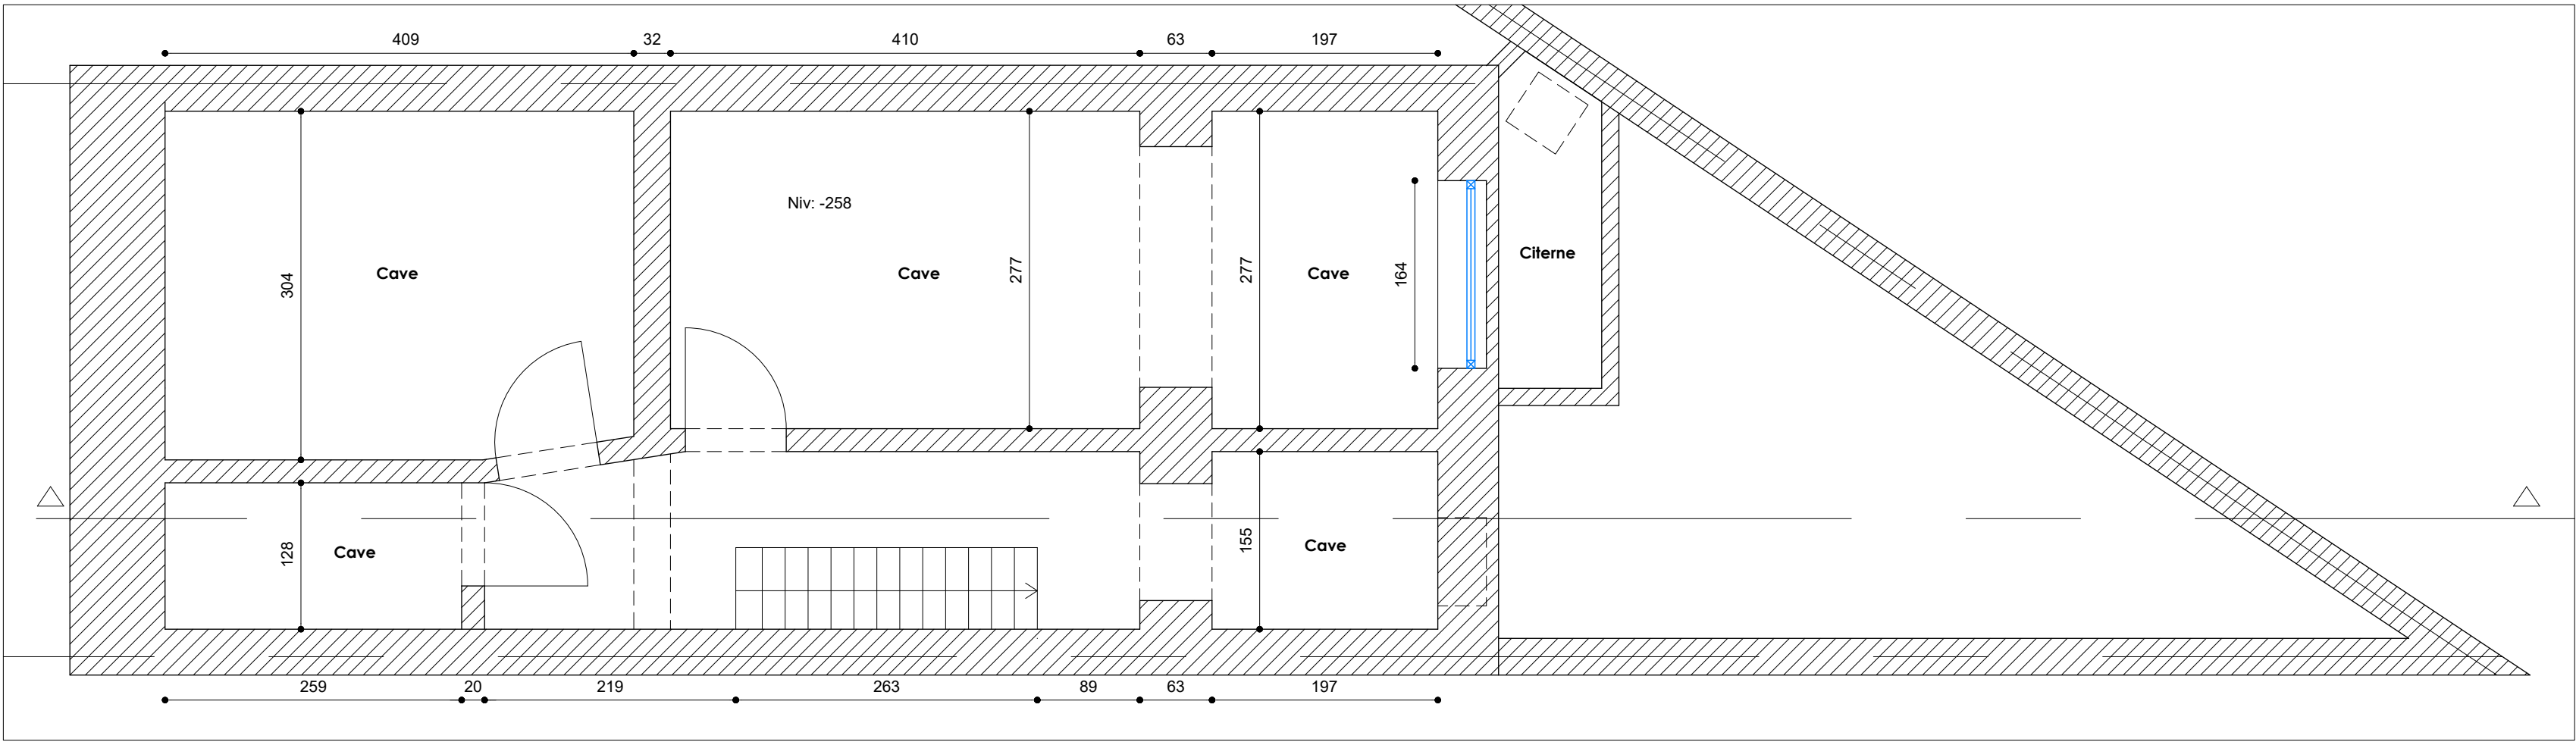 409 32 410 63 197
Niv: -258
Citerne
Cave 304
Cave 277
277 Cave 164
128 Cave
155 Cave
259 20 219 263 89 63 197